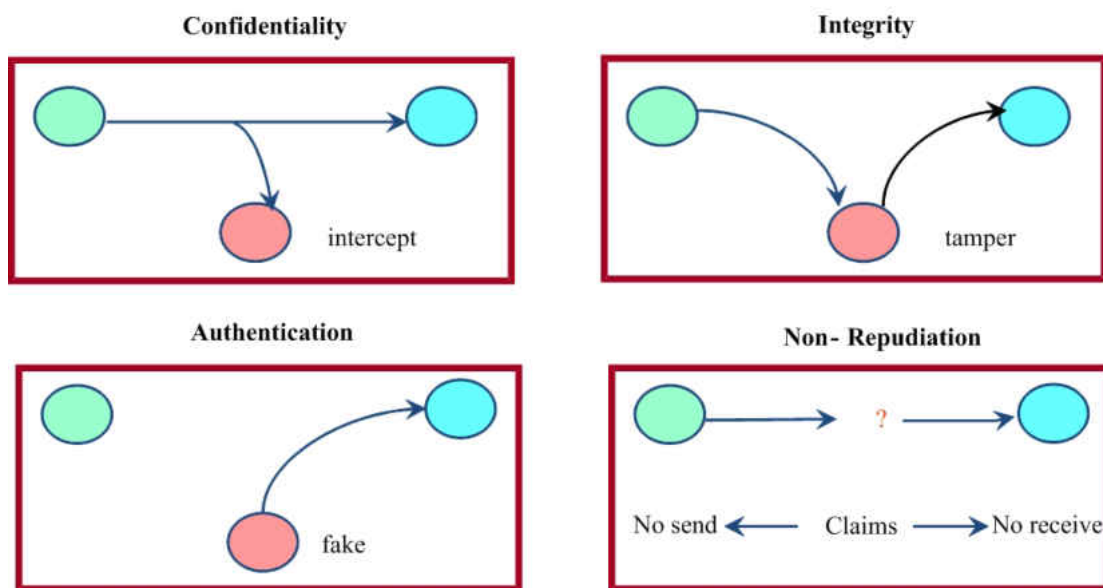 Confidentiality
Integrity
intercept
tamper
Authentication
Non- Repudiation
fake
?
No send
Claims
No receive